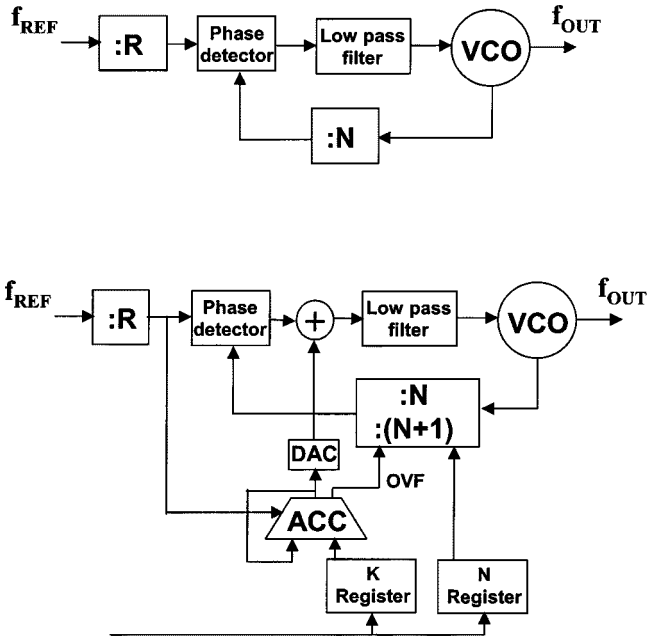 fREF
:R
Phase
detector
Low pass
filter
VCO
fOUT
:N
fREF
:R
Phase
detector
+
Low pass
filter
VCO
fOUT
:N
:(N+1)
DAC
OVF
ACC
K
Register
N
Register